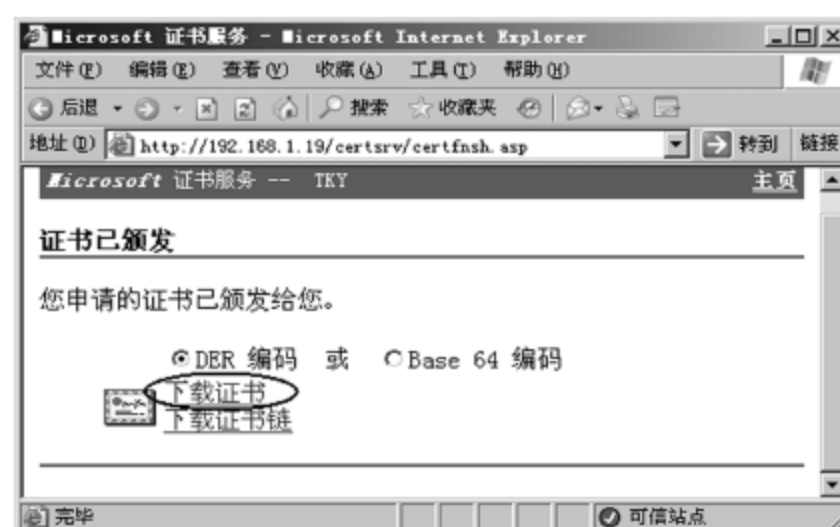 Microsoft 证书服务 - Microsoft Internet Explorer
文件(F) 编辑(E) 查看(V) 收藏(A) 工具(T) 帮助(H)
后退 搜索 收藏夹
地址(D) http://192.168.1.19/certsrv/certfnsh.asp 转到 链接
Microsoft 证书服务 -- TKY 主页
证书已颁发
您申请的证书已颁发给您。
DER 编码 或 Base 64 编码
下载证书
下载证书链
完毕 可信站点